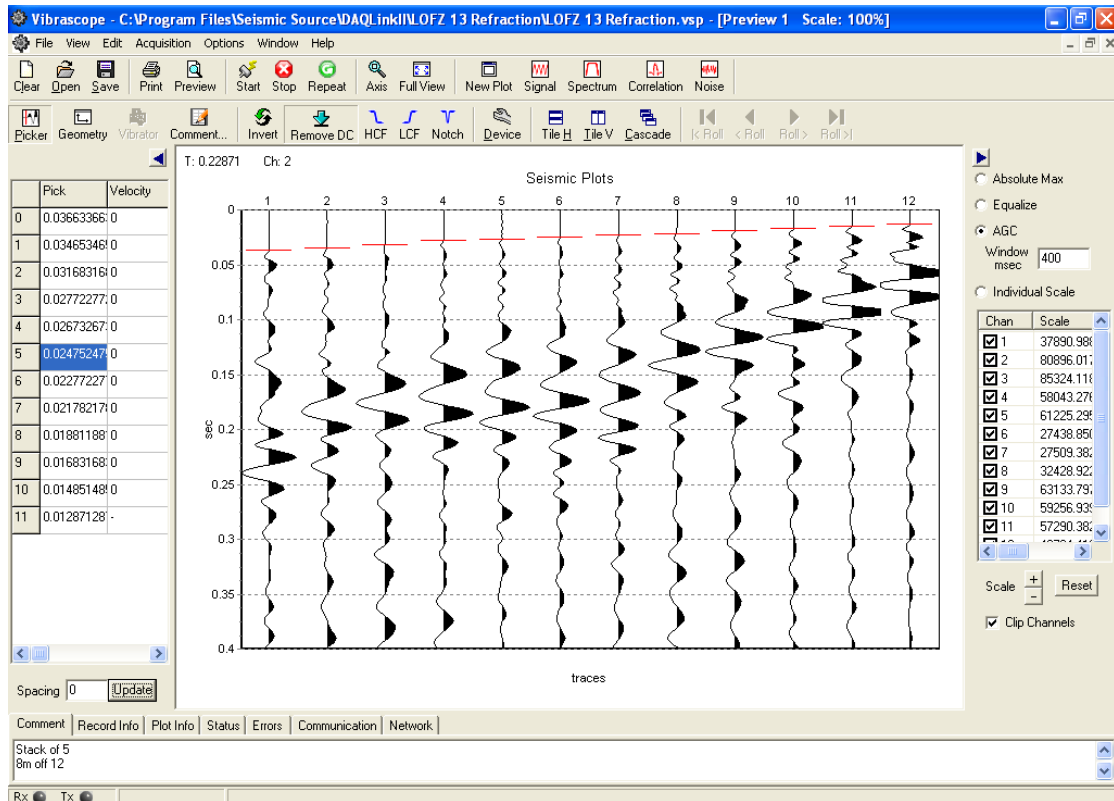 Vibrascope - C:\Program Files\Seismic Source\DAQLinkII\LOFZ 13 Refraction\LOFZ 13 Refraction.vsp - [Preview 1 Scale: 100%]
File View Edit Acquisition Options Window Help
Clear Open Save Print Preview Start Stop Repeat Axis Full View New Plot Signal Spectrum Correlation Noise
Picker Geometry Vibrator Comment... Invert Remove DC HCF LCF Notch Device Tile H Tile V Cascade |< Roll < Roll Roll > Roll >|
Pick Velocity
0 0.03663366 0
1 0.03465346 0
2 0.03168316 0
3 0.02772277 0
4 0.02673267 0
5 0.02475247 0
6 0.02277227 0
7 0.02178217 0
8 0.01881188 0
9 0.01683168 0
10 0.01485148 0
11 0.01287128 -
Spacing 0 Update
T: 0.22871 Ch: 2
Seismic Plots
1 2 3 4 5 6 7 8 9 10 11 12
0
0.05
0.1
0.15
0.2
0.25
0.3
0.35
0.4
sec
traces
Absolute Max
Equalize
AGC
Window msec 400
Individual Scale
Chan Scale
1 37890.98
2 80896.017
3 85324.118
4 58043.276
5 61225.295
6 27438.850
7 27509.382
8 32428.922
9 63133.797
10 59256.939
11 57290.382
Scale + - Reset
Clip Channels
Comment Record Info Plot Info Status Errors Communication Network
Stack of 5
8m off 12
Rx Tx